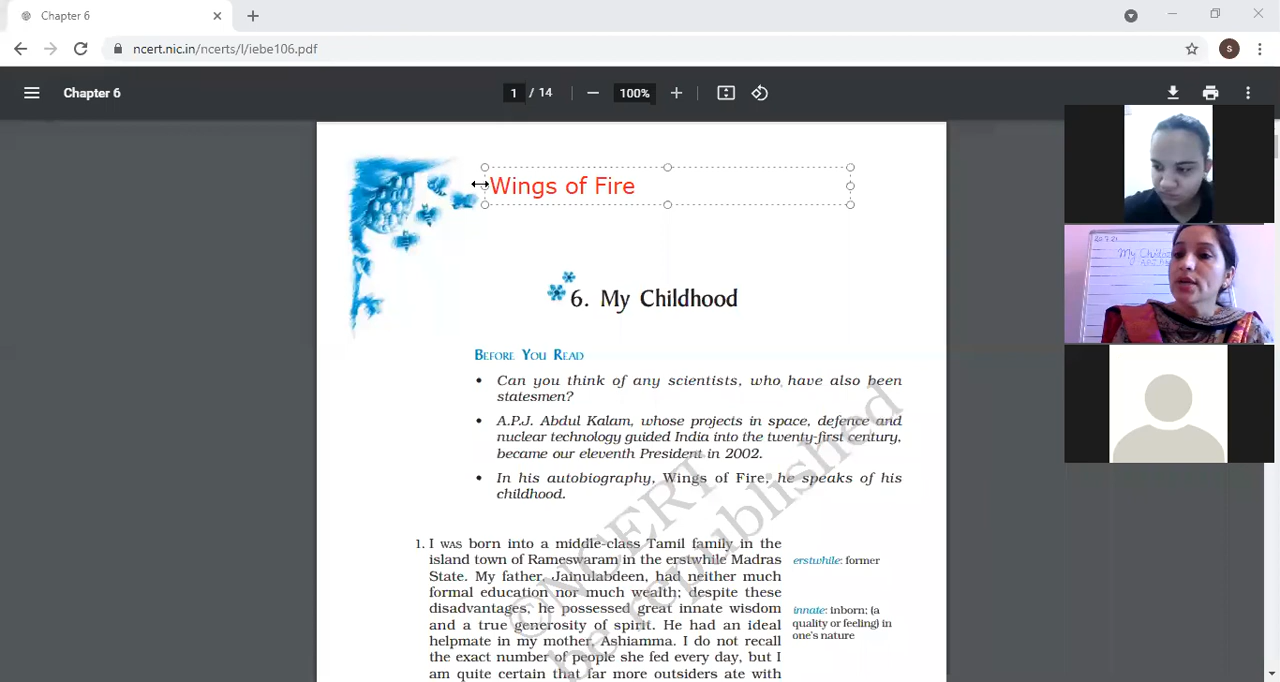 Chapter 6
ncert.nic.in/ncerts/l/iebe106.pdf
S
Chapter 6
1 / 14
100%
Wings of Fire
6. My Childhood
BEFORE YOU READ
• Can you think of any scientists, who have also been
statesmen?
• A.P.J. Abdul Kalam, whose projects in space, defence and
nuclear technology guided India into the twenty-first century,
became our eleventh President in 2002.
• In his autobiography, Wings of Fire, he speaks of his
childhood.
1. I WAS born into a middle-class Tamil family in the
island town of Rameswaram in the erstwhile Madras
State. My father, Jainulabdeen, had neither much
formal education nor much wealth; despite these
disadvantages, he possessed great innate wisdom
and a true generosity of spirit. He had an ideal
helpmate in my mother, Ashiamma. I do not recall
the exact number of people she fed every day, but I
am quite certain that far more outsiders ate with
erstwhile: former
innate: inborn; (a
quality or feeling) in
one's nature
©NCERT
be republished
My